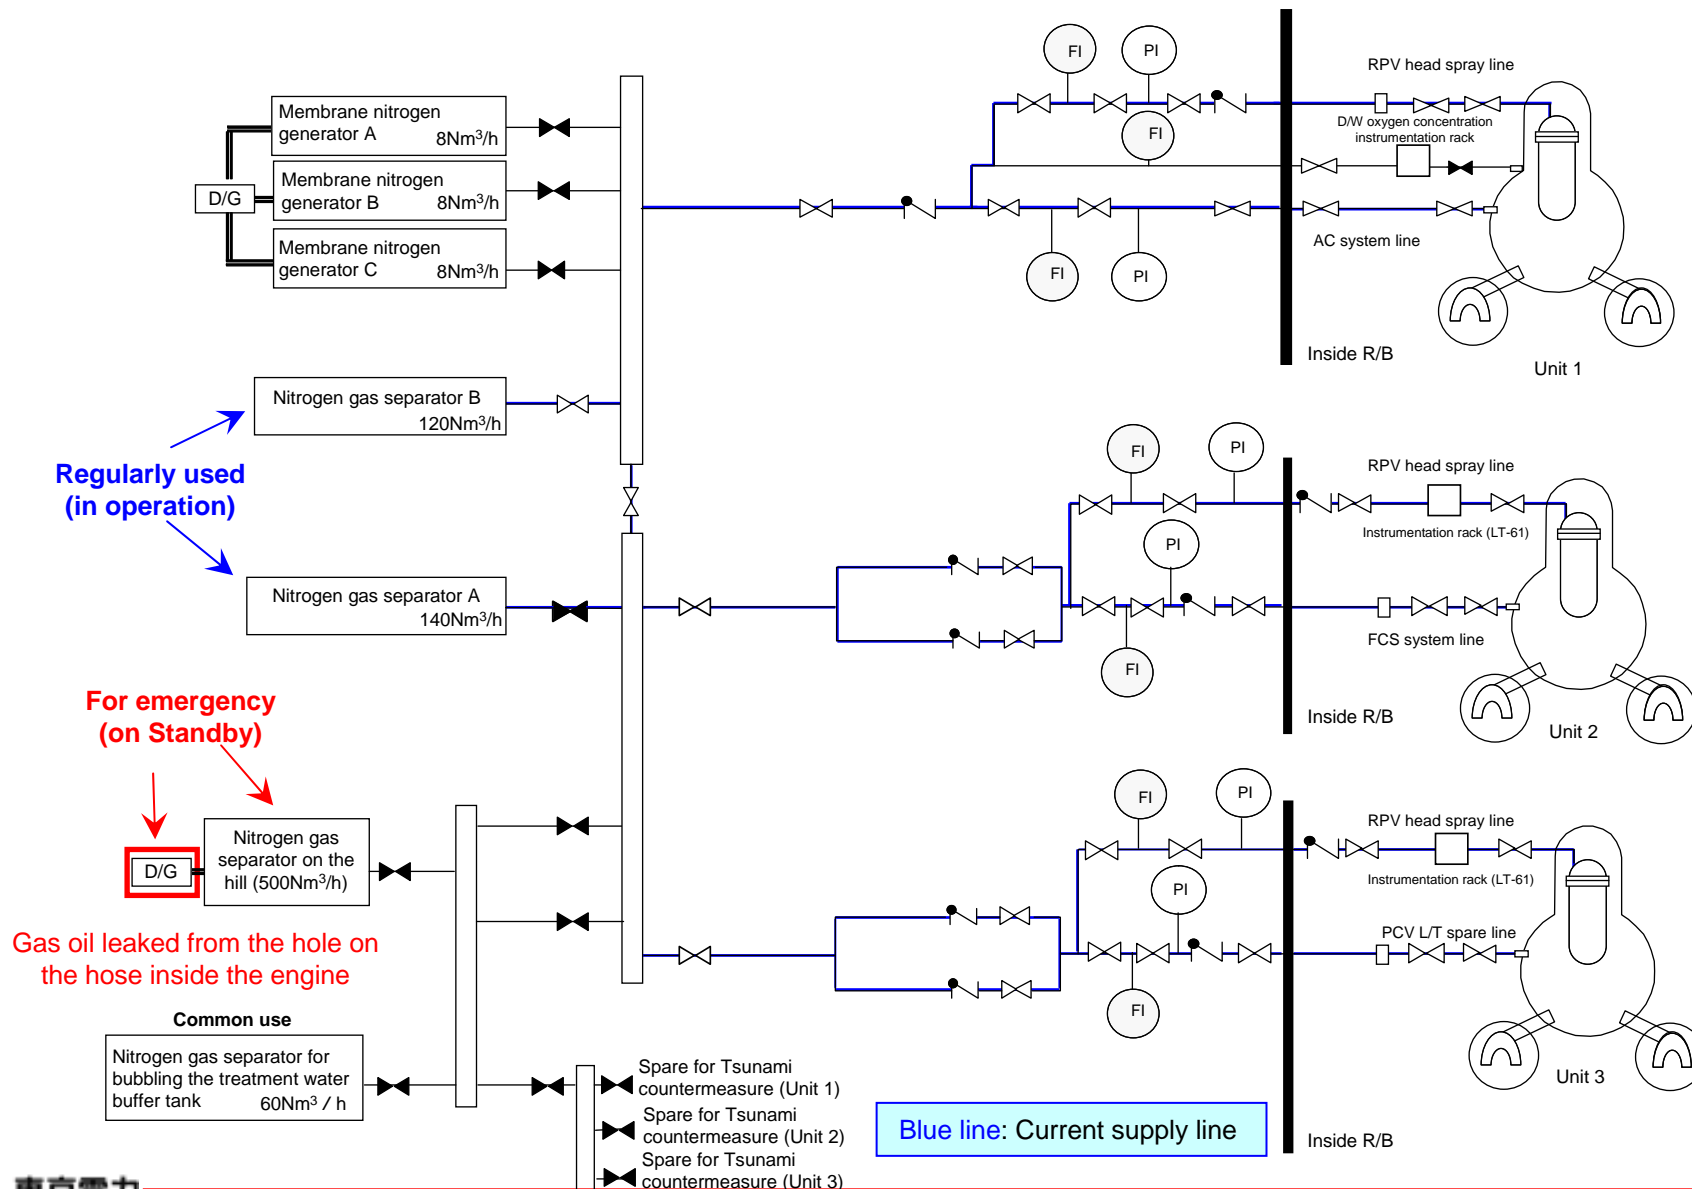 FI
PI
RPV head spray line
Membrane nitrogen
generator A
8Nm³/h
D/W oxygen concentration
instrumentation rack
FI
Membrane nitrogen
generator B
8Nm³/h
D/G
Membrane nitrogen
generator C
8Nm³/h
AC system line
FI
PI
Inside R/B
Unit 1
Nitrogen gas separator B
120Nm³/h
Regularly used
(in operation)
FI
PI
RPV head spray line
Instrumentation rack (LT-61)
PI
Nitrogen gas separator A
140Nm³/h
FCS system line
FI
Inside R/B
Unit 2
For emergency
(on Standby)
FI
PI
RPV head spray line
Nitrogen gas
separator on the
hill (500Nm³/h)
D/G
Instrumentation rack (LT-61)
PI
PCV L/T spare line
Gas oil leaked from the hole on
the hose inside the engine
FI
Common use
Nitrogen gas separator for
bubbling the treatment water
buffer tank
60Nm³ / h
Unit 3
Spare for Tsunami
countermeasure (Unit 1)
Spare for Tsunami
countermeasure (Unit 2)
Spare for Tsunami
countermeasure (Unit 3)
Blue line: Current supply line
Inside R/B
東京電力